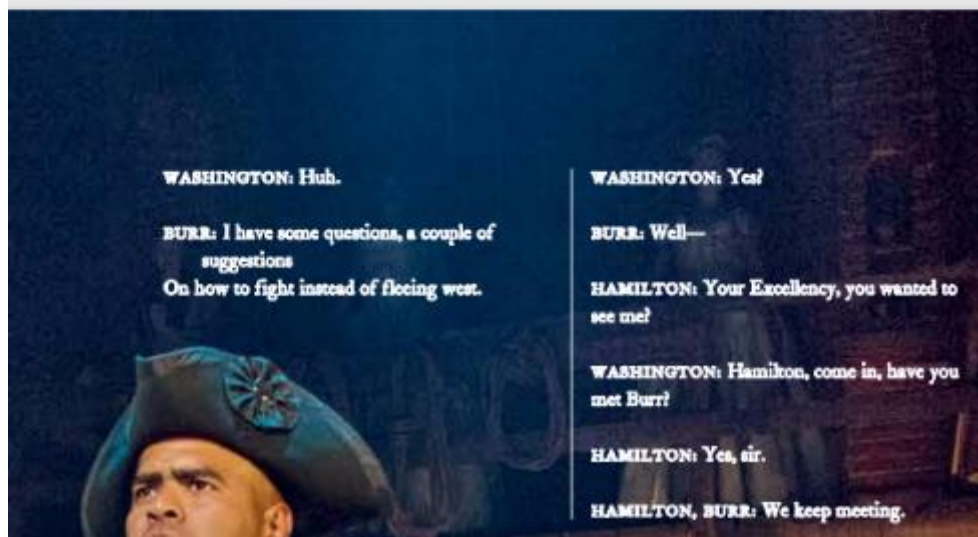 WASHINGTON: Huh.
BURR: I have some questions, a couple of
suggestions
On how to fight instead of fleeing west.
WASHINGTON: Yes?
BURR: Well—
HAMILTON: Your Excellency, you wanted to
see me?
WASHINGTON: Hamilton, come in, have you
met Burr?
HAMILTON: Yes, sir.
HAMILTON, BURR: We keep meeting.